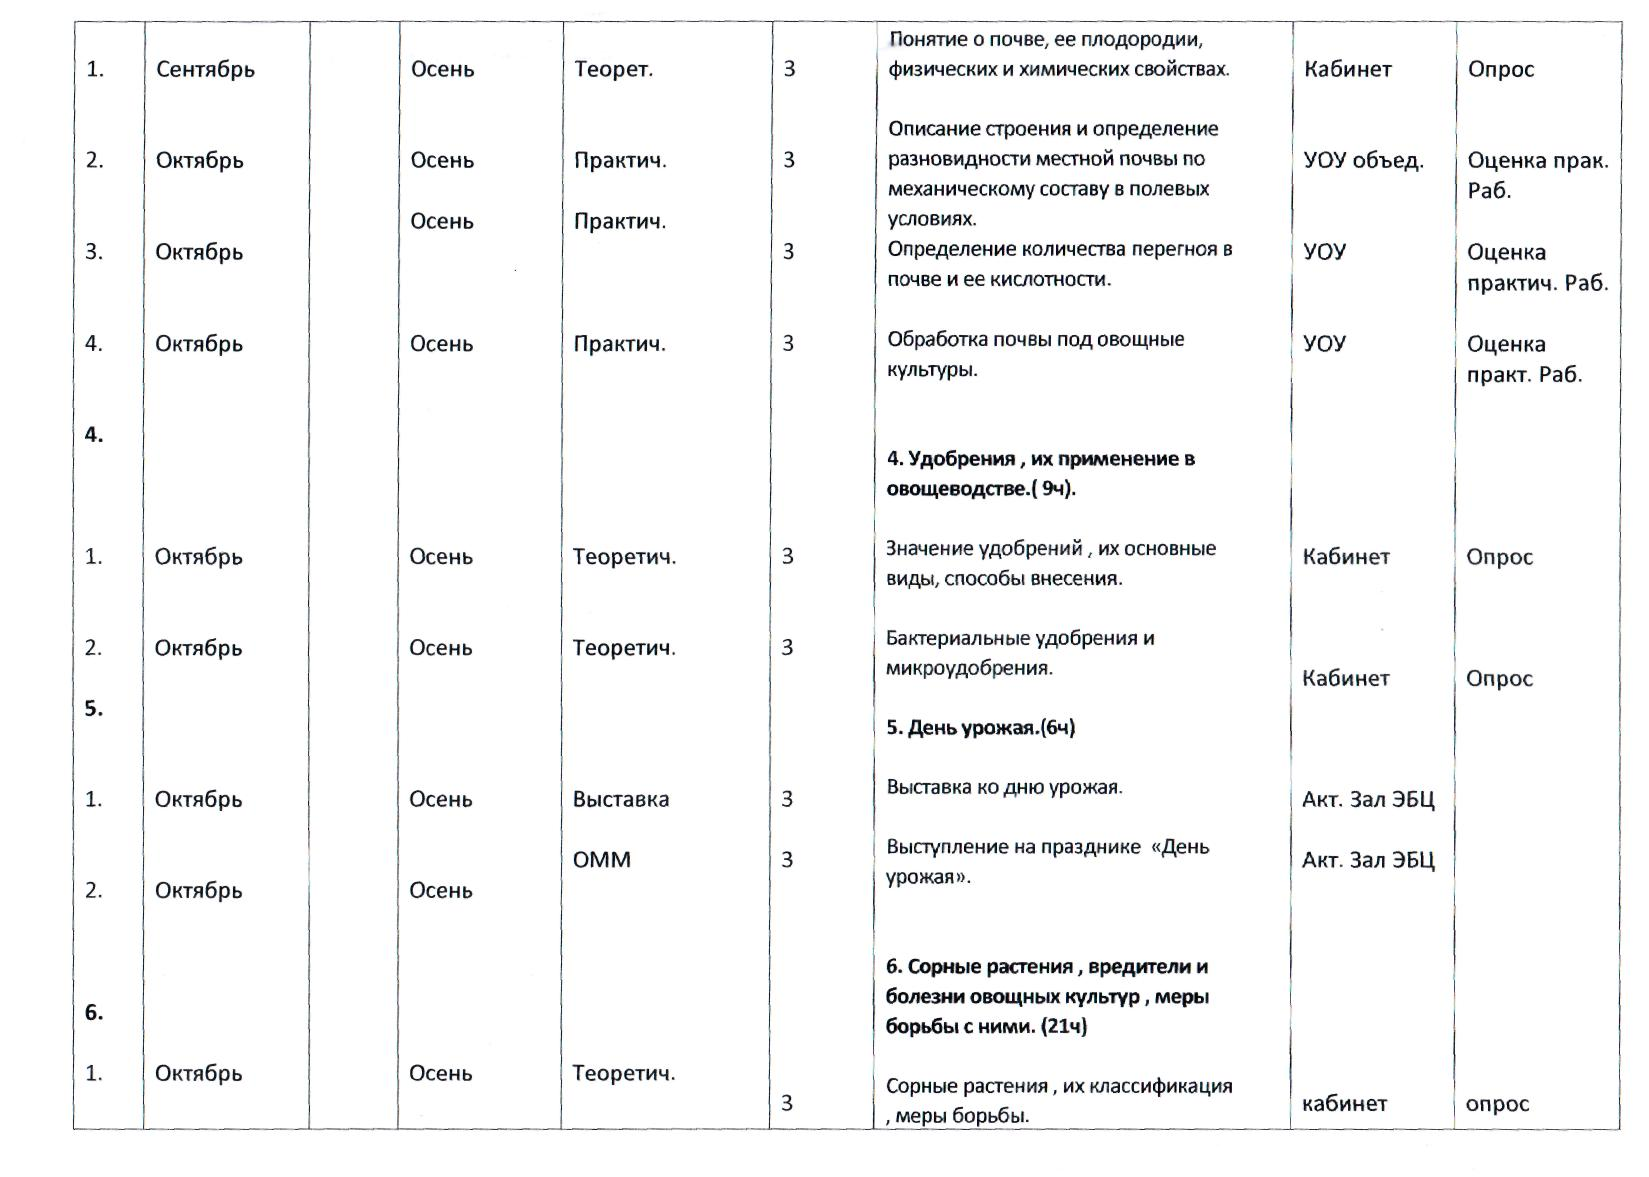 Понятие о почве, ее плодородии,
1. Сентябрь Осень Теорет. 3 физических и химических свойствах. Кабинет Опрос
Описание строения и определение
2. Октябрь Осень Практич. 3 разновидности местной почвы по УОУ объед. Оценка прак.
механическому составу в полевых Раб.
Осень Практич. условиях.
3. Октябрь 3 Определение количества перегноя в УОУ Оценка
почве и ее кислотности. практич. Раб.
4. Октябрь Осень Практич. 3 Обработка почвы под овощные УОУ Оценка
культуры. практ. Раб.
4.
4. Удобрения , их применение в
овощеводстве.( 9ч).
1. Октябрь Осень Теоретич. 3 Значение удобрений , их основные Кабинет Опрос
виды, способы внесения.
2. Октябрь Осень Теоретич. 3 Бактериальные удобрения и
микроудобрения. Кабинет Опрос
5.
5. День урожая.(6ч)
1. Октябрь Осень Выставка 3 Выставка ко дню урожая. Акт. Зал ЭБЦ
ОММ 3 Выступление на празднике «День Акт. Зал ЭБЦ
2. Октябрь Осень урожая».
6. Сорные растения , вредители и
болезни овощных культур , меры
6. борьбы с ними. (21ч)
1. Октябрь Осень Теоретич. Сорные растения , их классификация
3 , меры борьбы. кабинет опрос